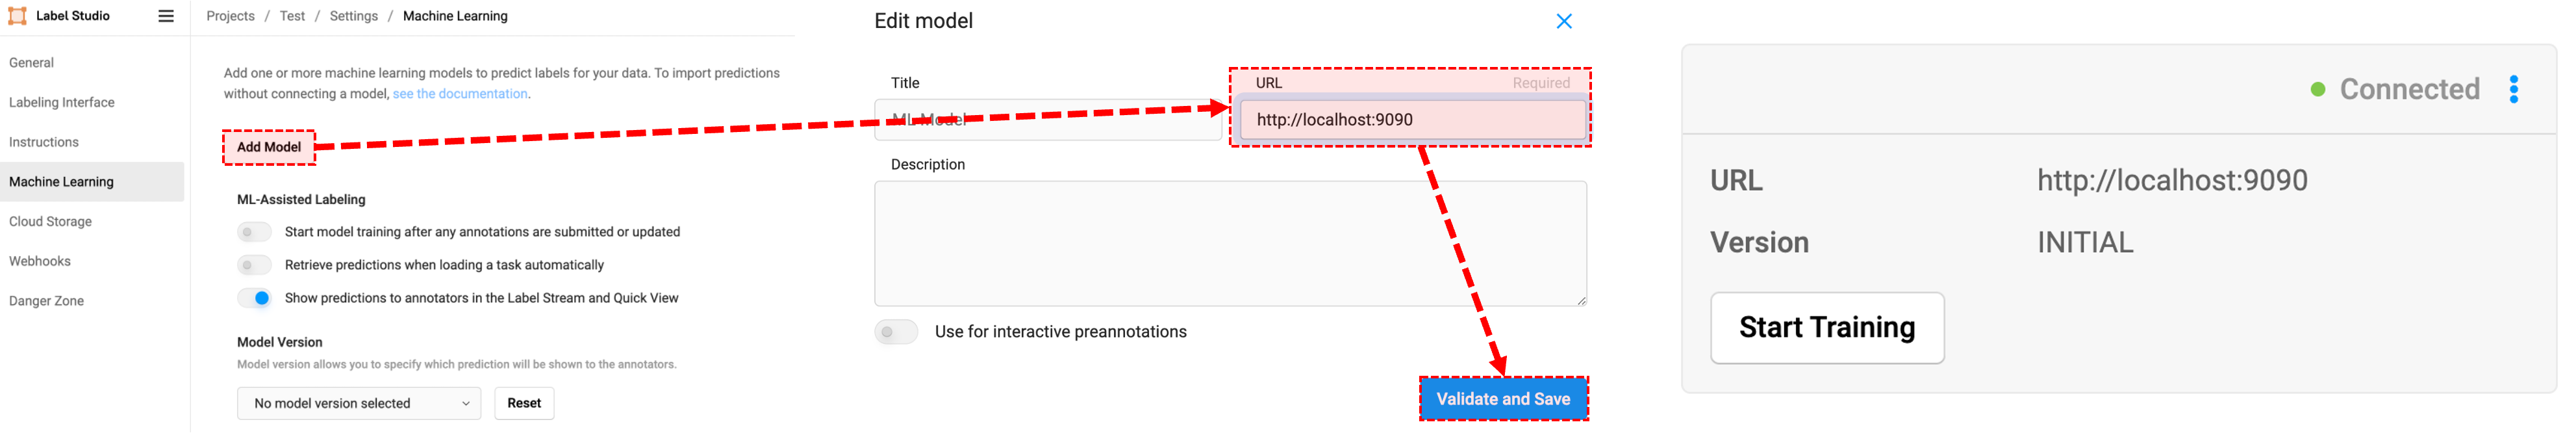 Label Studio
Projects / Test / Settings / Machine Learning
General
Labeling Interface
Instructions
Machine Learning
Cloud Storage
Webhooks
Danger Zone
Add one or more machine learning models to predict labels for your data. To import predictions
without connecting a model, see the documentation.
Add Model
ML-Assisted Labeling
Start model training after any annotations are submitted or updated
Retrieve predictions when loading a task automatically
Show predictions to annotators in the Label Stream and Quick View
Model Version
Model version allows you to specify which prediction will be shown to the annotators.
No model version selected
Reset
Edit model
Title
ML Model
URL Required
http://localhost:9090
Description
Use for interactive preannotations
Validate and Save
Connected
URL http://localhost:9090
Version INITIAL
Start Training